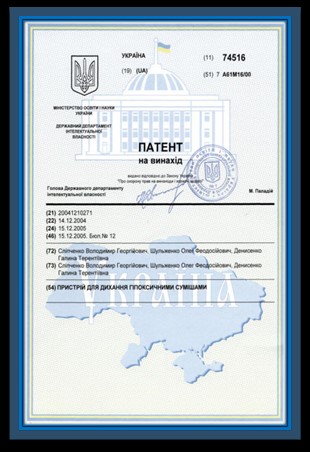 УКРАЇНА
(19) (UA)
(11) 74516
(51) 7 А61М16/00
МІНІСТЕРСТВО ОСВІТИ І НАУКИ
УКРАЇНИ
ДЕРЖАВНИЙ ДЕПАРТАМЕНТ
ІНТЕЛЕКТУАЛЬНОЇ
ВЛАСНОСТІ
ПАТЕНТ
на винахід
видано відповідно до Закону України
"Про охорону прав на винаходи і корисні моделі"
Голова Державного департаменту
інтелектуальної власності
М. Паладій
(21) 20041210271
(22) 14.12.2004
(24) 15.12.2005
(46) 15.12.2005. Бюл.№ 12
(72) Сліпченко Володимир Георгійович, Шульженко Олег Феодосійович, Денисенко
Галина Терентіївна
(73) Сліпченко Володимир Георгійович, Шульженко Олег Феодосійович, Денисенко
Галина Терентіївна
(54) ПРИСТРІЙ ДЛЯ ДИХАННЯ ГІПОКСИЧНИМИ СУМІШАМИ
УКРАЇНА